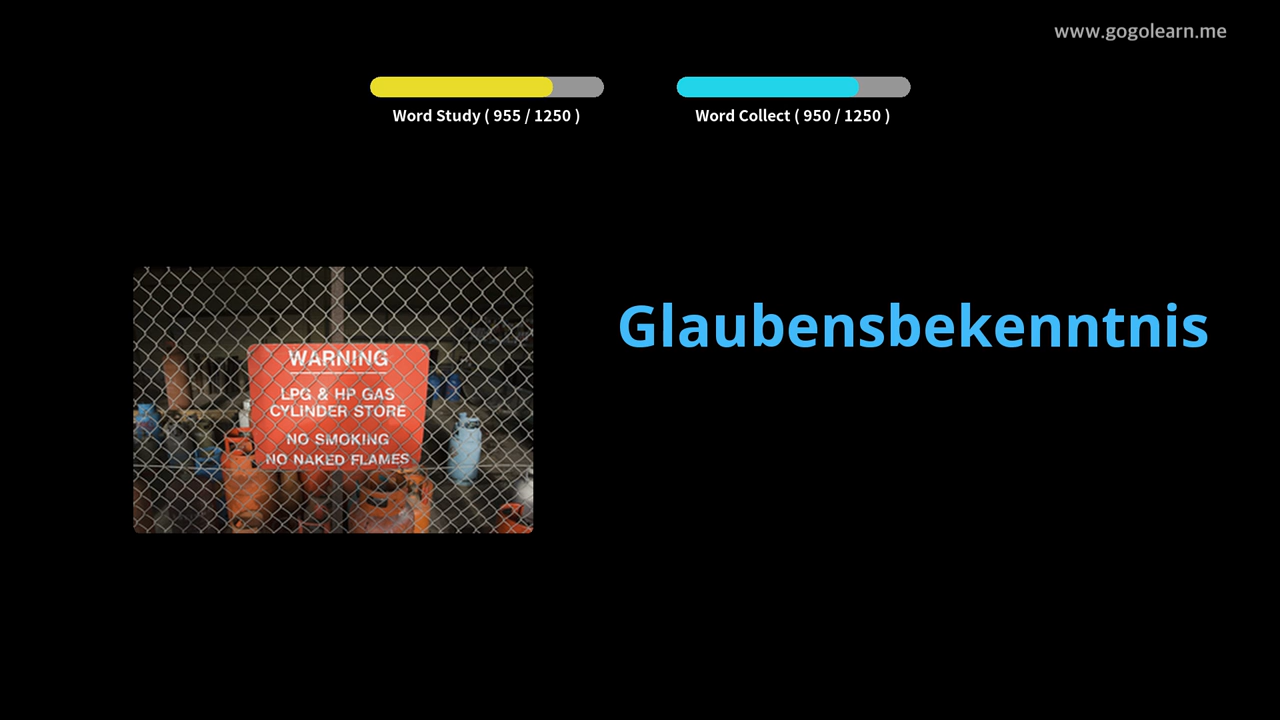 www.gogolearn.me
Word Study ( 955 / 1250 )
Word Collect ( 950 / 1250 )
Glaubensbekenntnis
WARNING
LPG & HP GAS
CYLINDER STORE
NO SMOKING
NO NAKED FLAMES